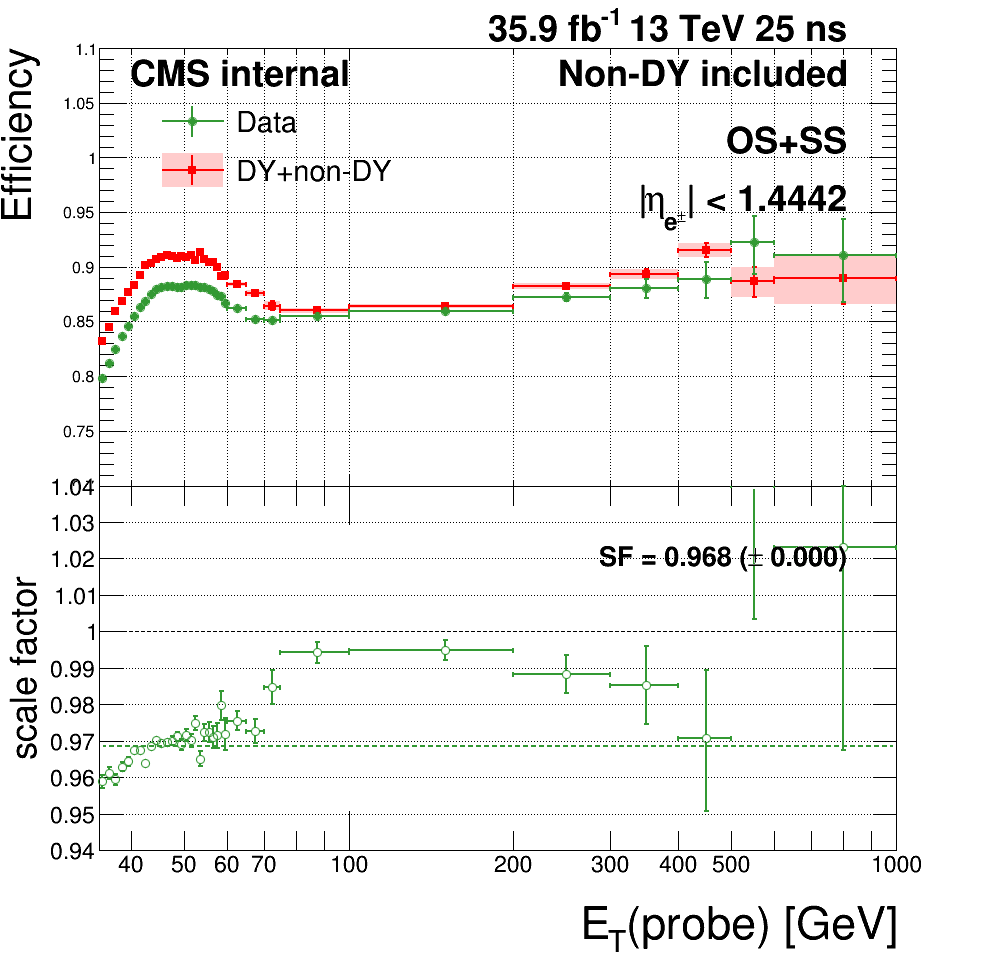 35.9 fb⁻¹ 13 TeV 25 ns
CMS internal
Non-DY included
Data
DY+non-DY
OS+SS
|η_e±| < 1.4442
Efficiency
1.1
1.05
1
0.95
0.9
0.85
0.8
0.75
SF = 0.968 (± 0.000)
scale factor
1.04
1.03
1.02
1.01
1
0.99
0.98
0.97
0.96
0.95
0.94
40 50 60 70 100 200 300 400 500 1000
E_T(probe) [GeV]